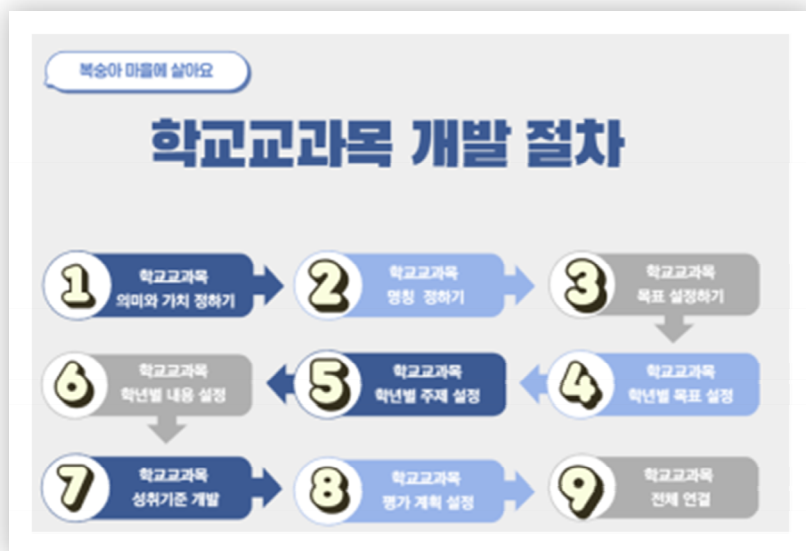 복숭아 마을에 살아요
학교교과목 개발 절차
1
학교교과목
의미와 가치 정하기
2
학교교과목
명칭 정하기
3
학교교과목
목표 설정하기
4
학교교과목
학년별 목표 설정
5
학교교과목
학년별 주제 설정
6
학교교과목
학년별 내용 설정
7
학교교과목
성취기준 개발
8
학교교과목
평가 계획 설정
9
학교교과목
전체 연결